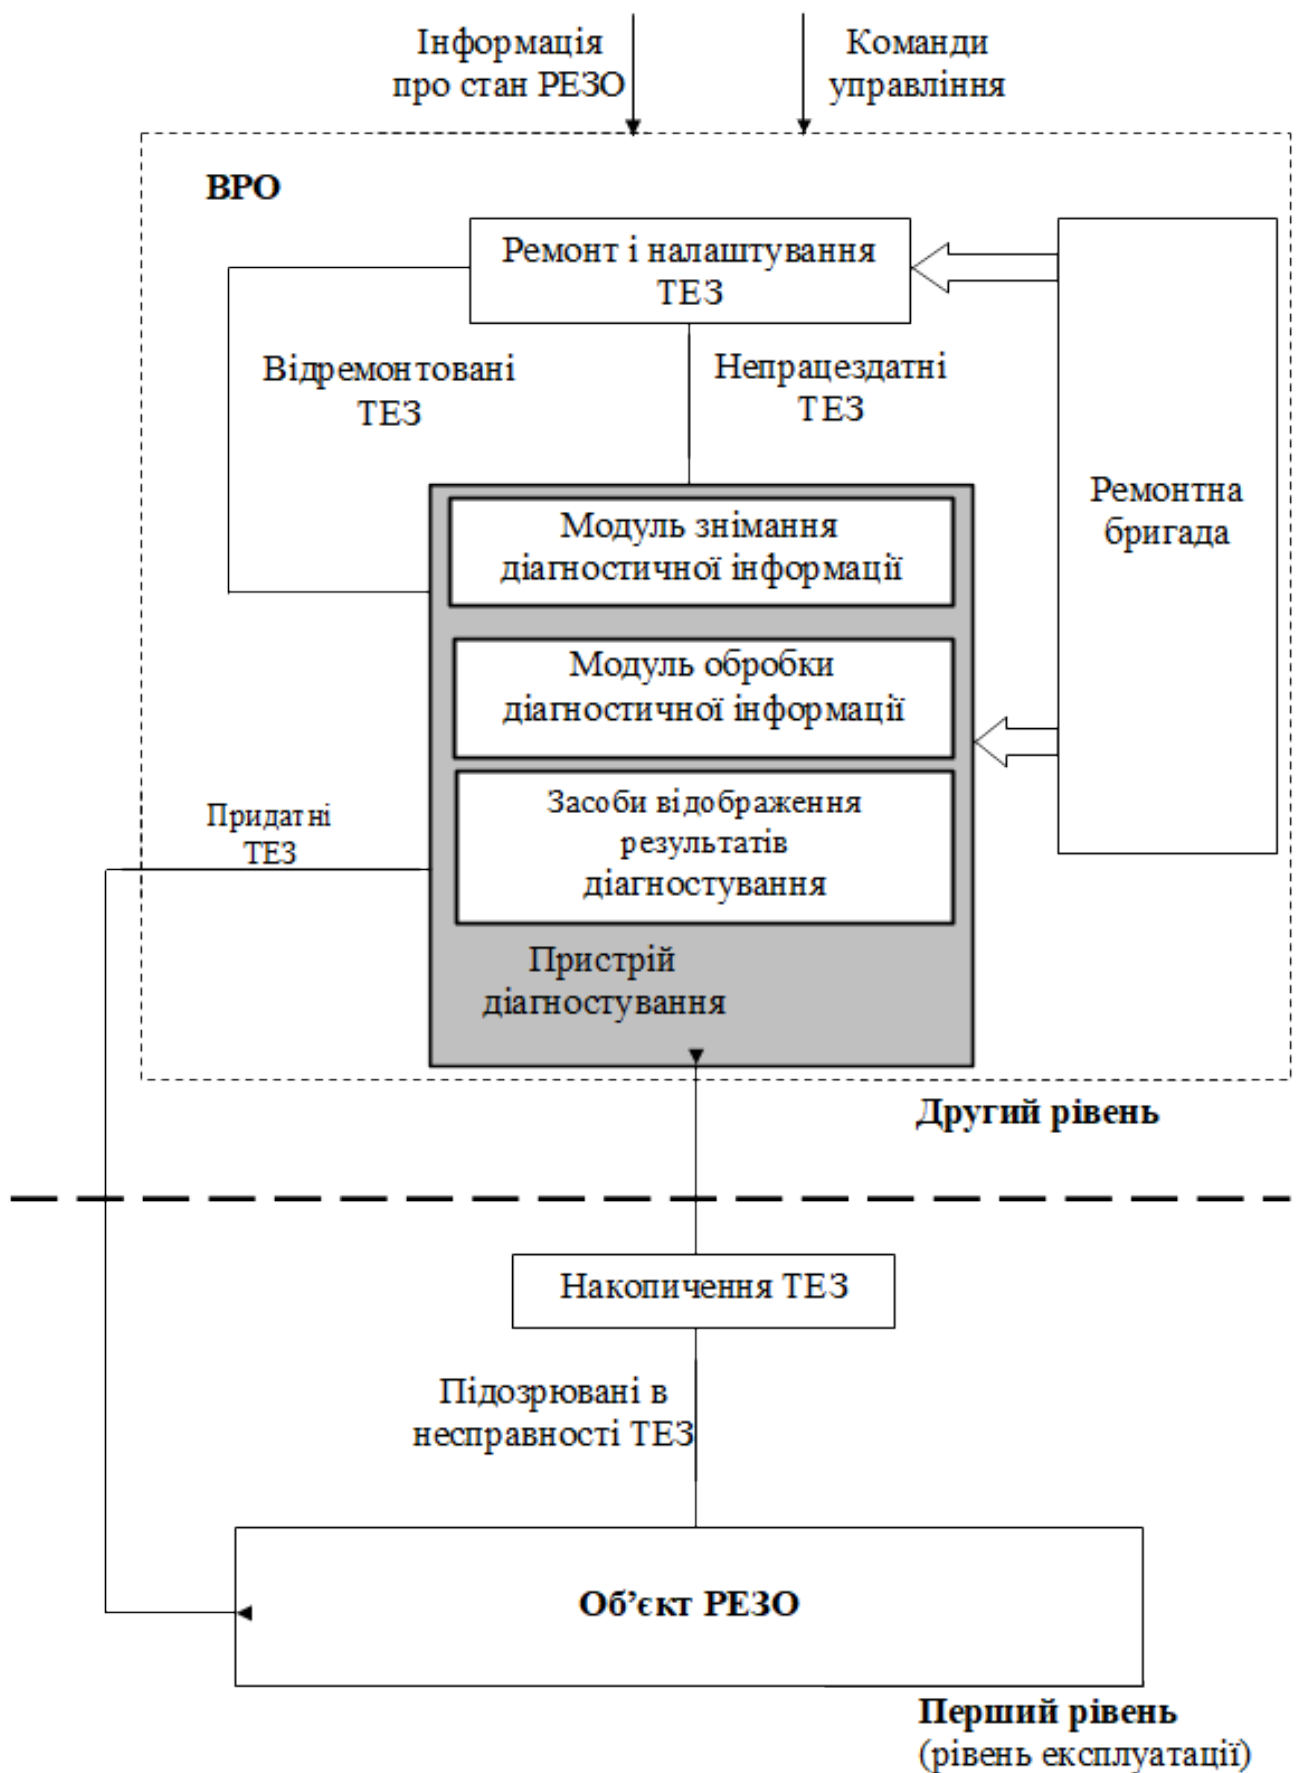 Інформація
про стан РЕЗО
Команди
управління
ВРО
Ремонт і налаштування
ТЕЗ
Відремонтовані
ТЕЗ
Непрацездатні
ТЕЗ
Ремонтна
бригада
Модуль знімання
діагностичної інформації
Модуль обробки
діагностичної інформації
Засоби відображення
результатів
діагностування
Придатні
ТЕЗ
Пристрій
діагностування
Другий рівень
Накопичення ТЕЗ
Підозрювані в
несправності ТЕЗ
Об’єкт РЕЗО
Перший рівень
(рівень експлуатації)